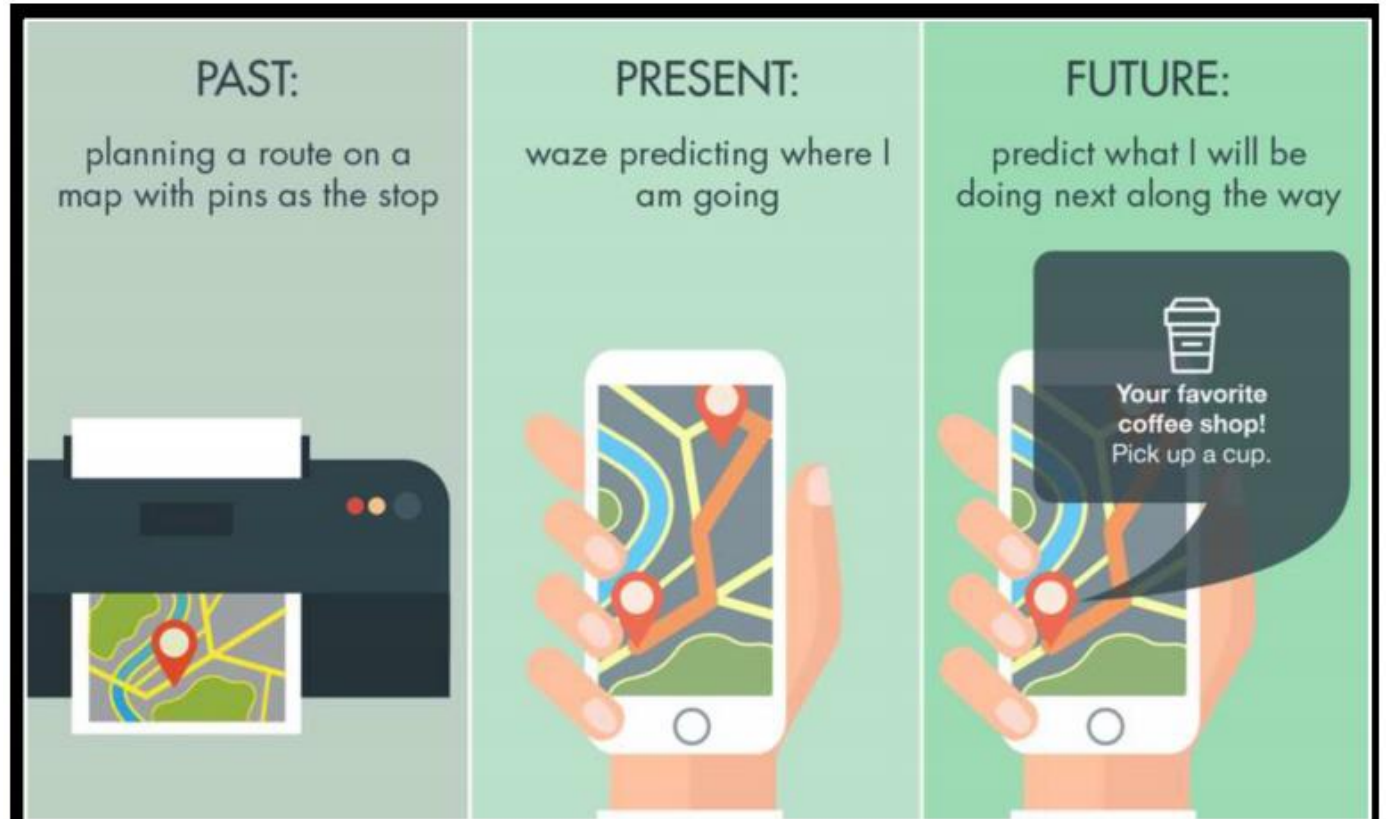 PAST:
planning a route on a
map with pins as the stop
PRESENT:
waze predicting where I
am going
FUTURE:
predict what I will be
doing next along the way
Your favorite
coffee shop!
Pick up a cup.